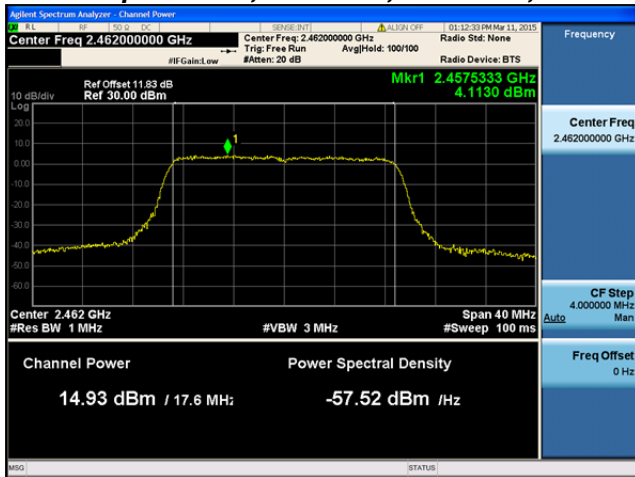 Agilent Spectrum Analyzer - Channel Power
RL RF 50 Ω DC SENSE:INT ALIGN OFF 01:12:33 PM Mar 11, 2015
Center Freq 2.462000000 GHz
Center Freq: 2.462000000 GHz
Radio Std: None
Trig: Free Run Avg|Hold: 100/100
#IFGain:Low #Atten: 20 dB Radio Device: BTS
Mkr1 2.4575333 GHz
4.1130 dBm
Ref Offset 11.83 dB
10 dB/div Ref 30.00 dBm
Log
20.0
10.0
0.00
-10.0
-20.0
-30.0
-40.0
-50.0
-60.0
1
Center 2.462 GHz Span 40 MHz
#Res BW 1 MHz #VBW 3 MHz #Sweep 100 ms
Channel Power Power Spectral Density
14.93 dBm / 17.6 MHz -57.52 dBm /Hz
MSG STATUS
Frequency
Center Freq
2.462000000 GHz
CF Step
4.000000 MHz
Auto Man
Freq Offset
0 Hz